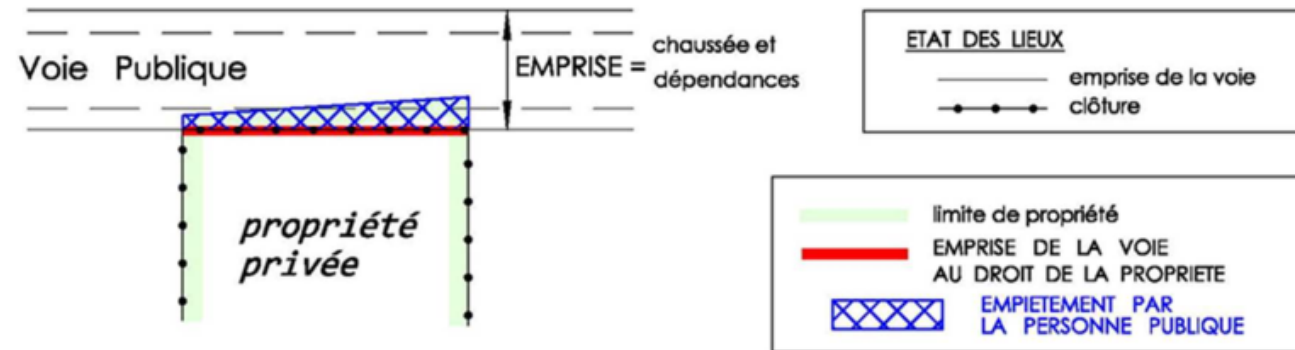 Voie Publique
EMPRISE = chaussée et
dépendances
propriété
privée
ETAT DES LIEUX
emprise de la voie
clôture
limite de propriété
EMPRISE DE LA VOIE
AU DROIT DE LA PROPRIETE
EMPIETEMENT PAR
LA PERSONNE PUBLIQUE